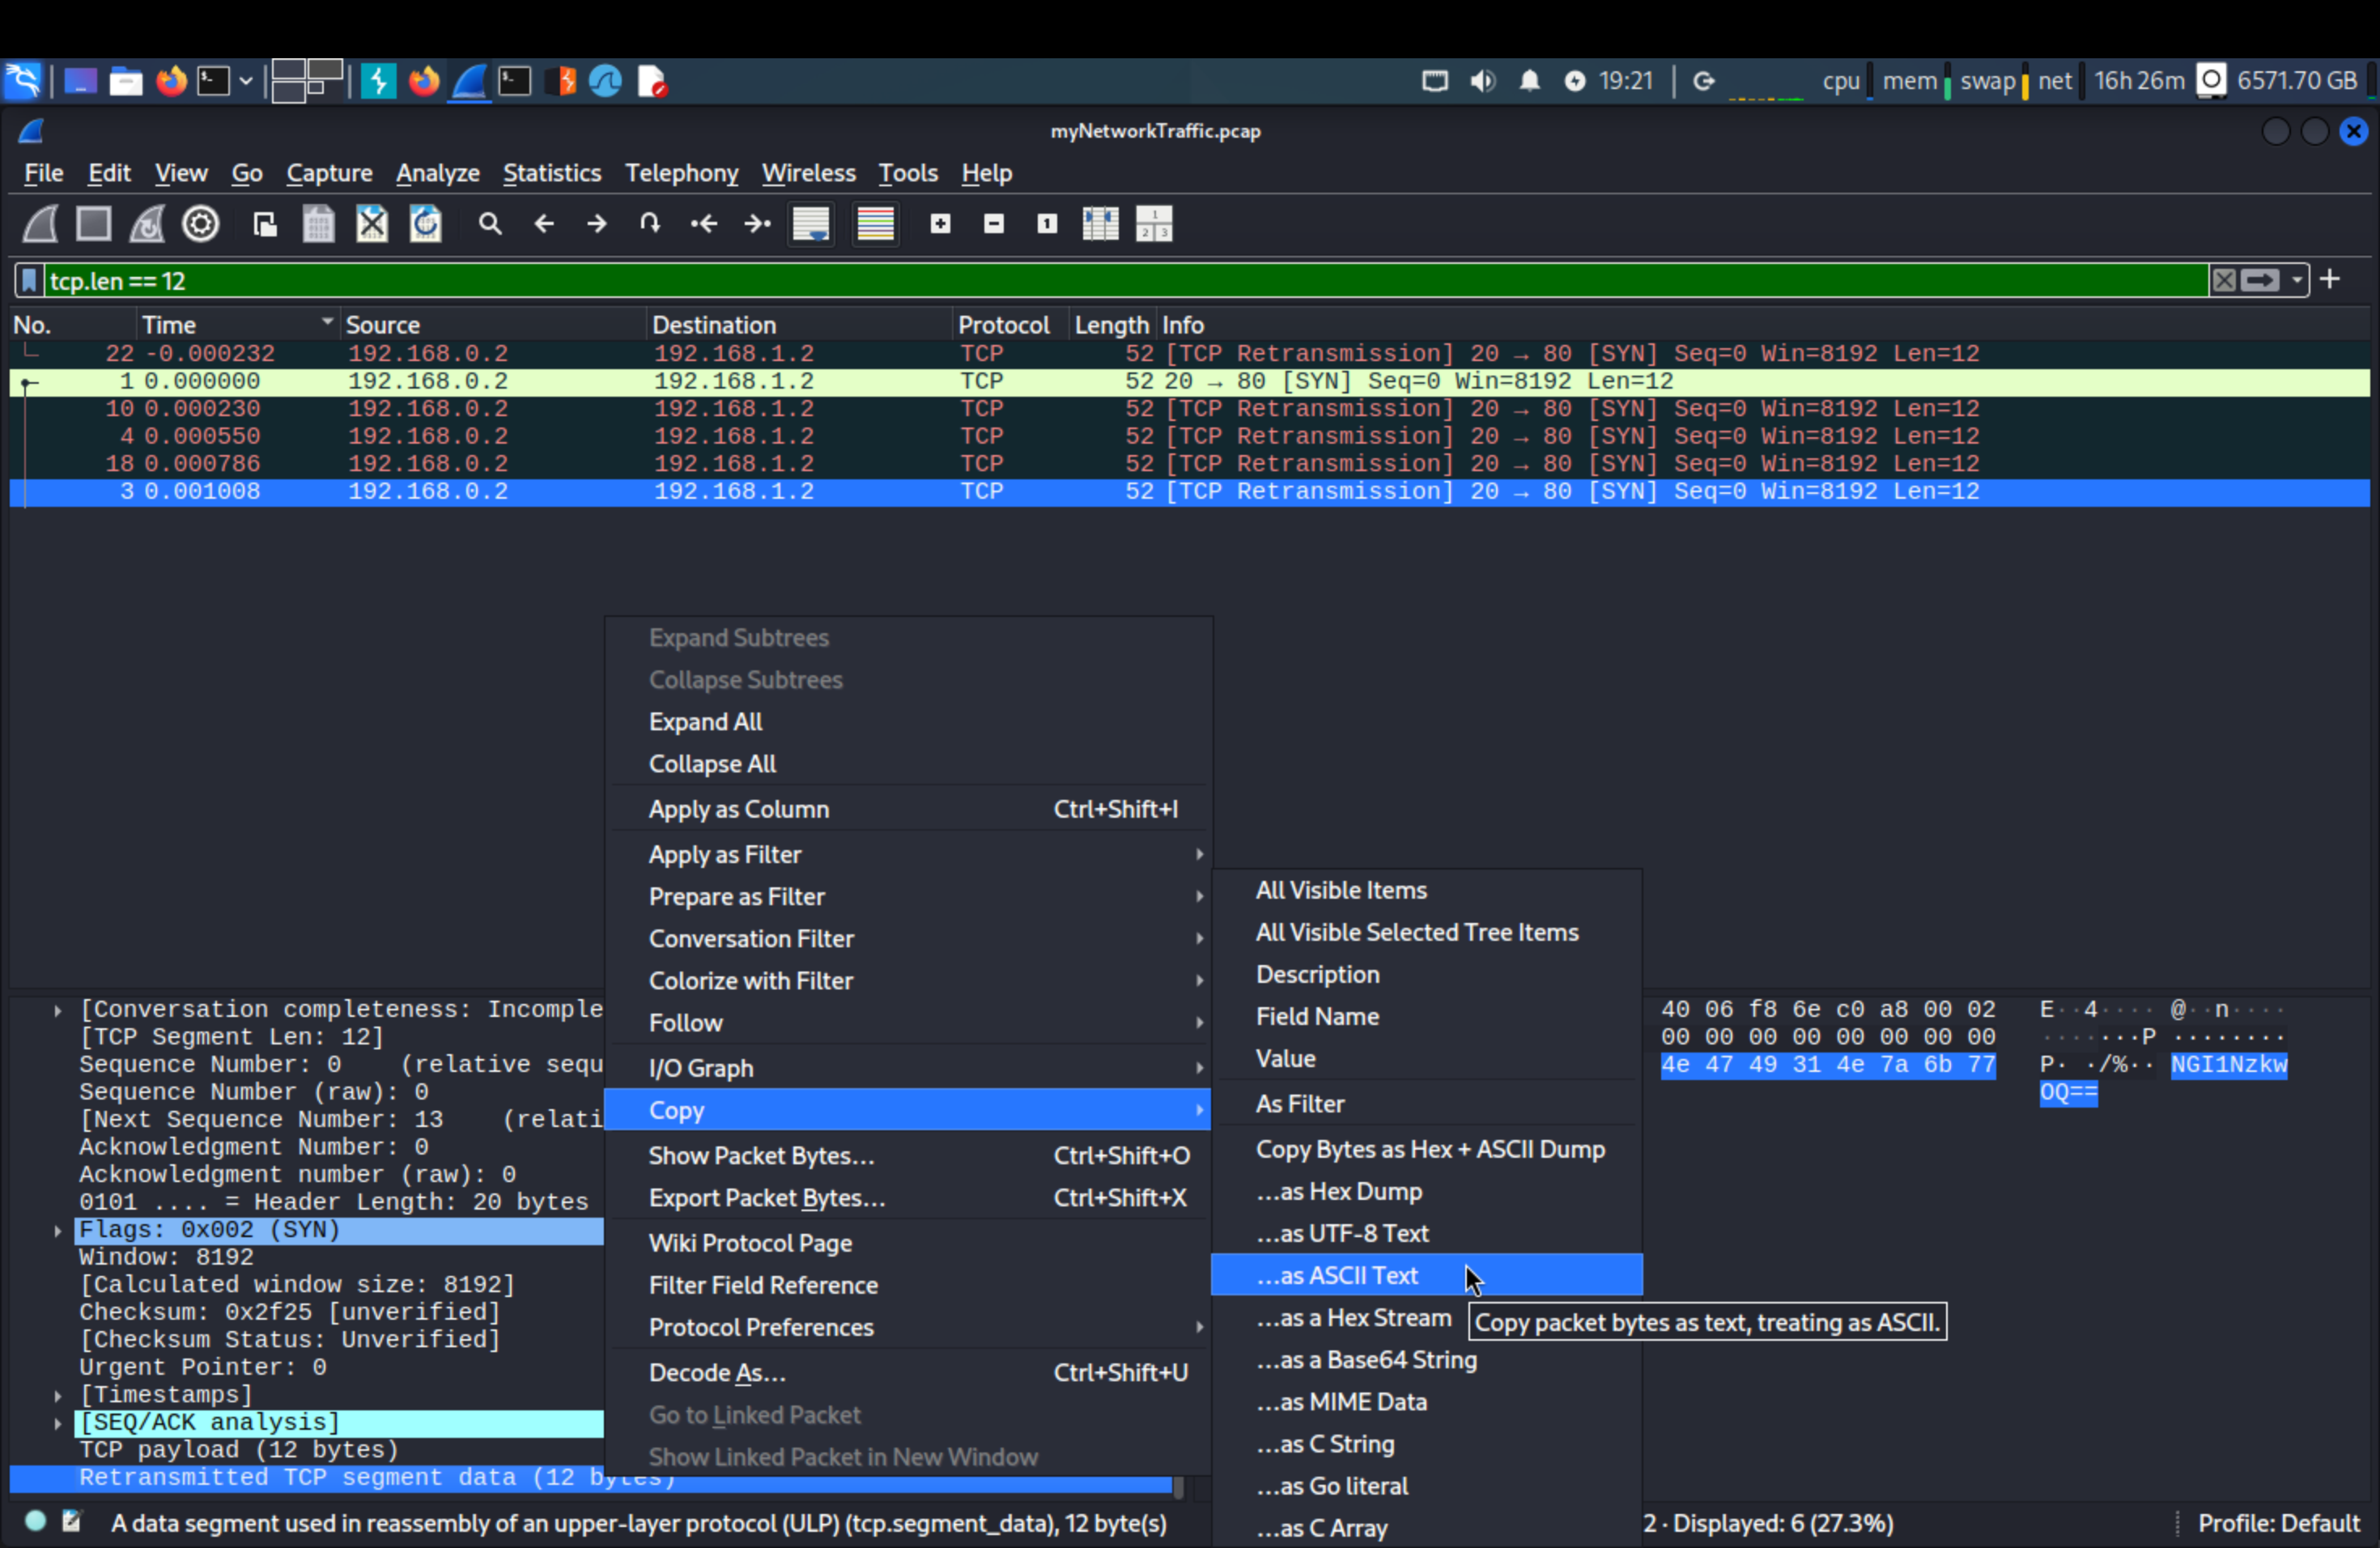 19:21
cpu mem swap net 16h 26m 6571.70 GB
myNetworkTraffic.pcap
File Edit View Go Capture Analyze Statistics Telephony Wireless Tools Help
tcp.len == 12
No. Time Source Destination Protocol Length Info
22 -0.000232 192.168.0.2 192.168.1.2 TCP 52 [TCP Retransmission] 20 → 80 [SYN] Seq=0 Win=8192 Len=12
1 0.000000 192.168.0.2 192.168.1.2 TCP 52 20 → 80 [SYN] Seq=0 Win=8192 Len=12
10 0.000230 192.168.0.2 192.168.1.2 TCP 52 [TCP Retransmission] 20 → 80 [SYN] Seq=0 Win=8192 Len=12
4 0.000550 192.168.0.2 192.168.1.2 TCP 52 [TCP Retransmission] 20 → 80 [SYN] Seq=0 Win=8192 Len=12
18 0.000786 192.168.0.2 192.168.1.2 TCP 52 [TCP Retransmission] 20 → 80 [SYN] Seq=0 Win=8192 Len=12
3 0.001008 192.168.0.2 192.168.1.2 TCP 52 [TCP Retransmission] 20 → 80 [SYN] Seq=0 Win=8192 Len=12
Expand Subtrees
Collapse Subtrees
Expand All
Collapse All
Apply as Column Ctrl+Shift+I
Apply as Filter
Prepare as Filter
Conversation Filter
Colorize with Filter
Follow
I/O Graph
Copy
Show Packet Bytes... Ctrl+Shift+O
Export Packet Bytes... Ctrl+Shift+X
Wiki Protocol Page
Filter Field Reference
Protocol Preferences
Decode As... Ctrl+Shift+U
Go to Linked Packet
Show Linked Packet in New Window
All Visible Items
All Visible Selected Tree Items
Description
Field Name
Value
As Filter
Copy Bytes as Hex + ASCII Dump
...as Hex Dump
...as UTF-8 Text
...as ASCII Text
...as a Hex Stream
...as a Base64 String
...as MIME Data
...as C String
...as Go literal
...as C Array
Copy packet bytes as text, treating as ASCII.
[Conversation completeness: Incomple
[TCP Segment Len: 12]
Sequence Number: 0 (relative sequ
Sequence Number (raw): 0
[Next Sequence Number: 13 (relati
Acknowledgment Number: 0
Acknowledgment number (raw): 0
0101 .... = Header Length: 20 bytes
Flags: 0x002 (SYN)
Window: 8192
[Calculated window size: 8192]
Checksum: 0x2f25 [unverified]
[Checksum Status: Unverified]
Urgent Pointer: 0
[Timestamps]
[SEQ/ACK analysis]
TCP payload (12 bytes)
Retransmitted TCP segment data (12 bytes)
40 06 f8 6e c0 a8 00 02 E··4···· @··n····
00 00 00 00 00 00 00 00 ·······P ········
4e 47 49 31 4e 7a 6b 77 P· ·/%·· NGI1Nzkw
OQ==
A data segment used in reassembly of an upper-layer protocol (ULP) (tcp.segment_data), 12 byte(s)
2 · Displayed: 6 (27.3%)
Profile: Default